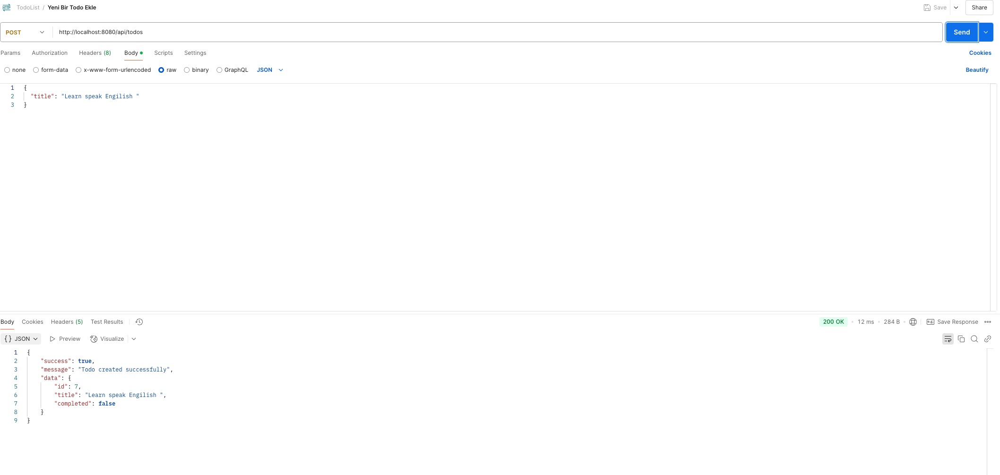 HTTP TodoList / Yeni Bir Todo Ekle Save Share
POST http://localhost:8080/api/todos Send
Params Authorization Headers (8) Body Scripts Settings Cookies
none form-data x-www-form-urlencoded raw binary GraphQL JSON Beautify
1 {
2 "title": "Learn speak Engilish "
3 }
Body Cookies Headers (5) Test Results 200 OK • 12 ms • 284 B • e.g. Save Response
{} JSON Preview Visualize
1 {
2 "success": true,
3 "message": "Todo created successfully",
4 "data": {
5 "id": 7,
6 "title": "Learn speak Engilish ",
7 "completed": false
8 }
9 }